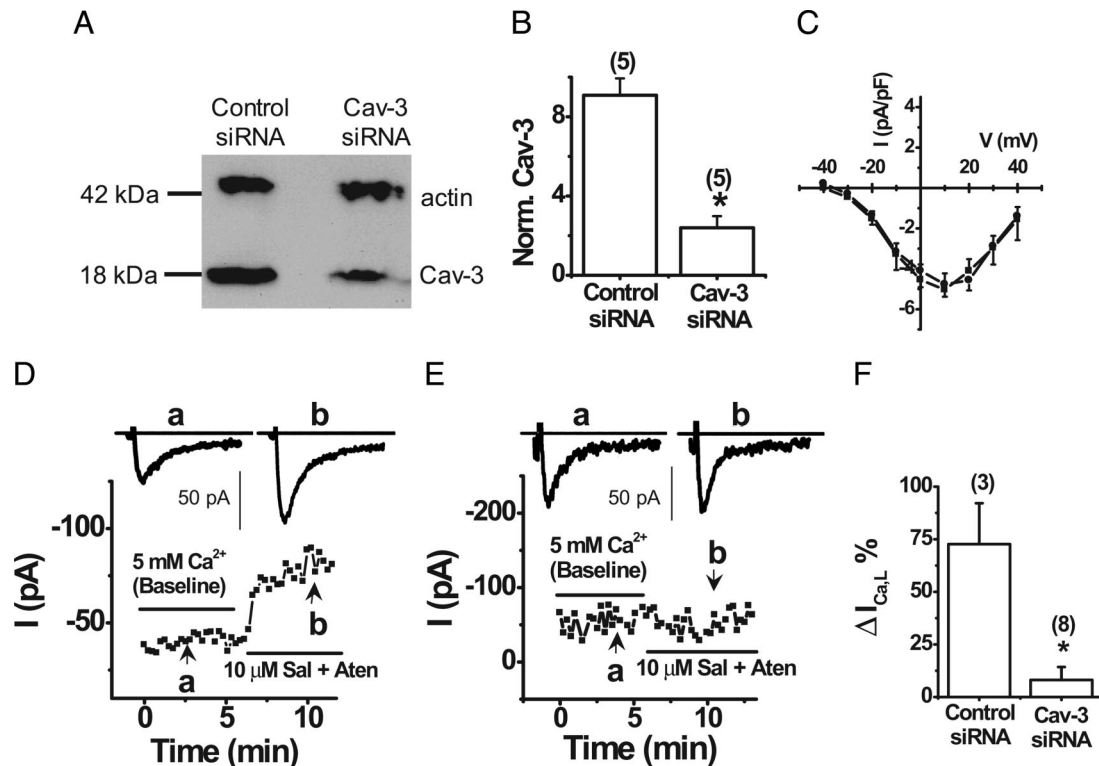 A
Control
siRNA
Cav-3
siRNA
42 kDa
actin
18 kDa
Cav-3
B
Norm. Cav-3
8
4
0
(5)
(5)
*
Control
siRNA
Cav-3
siRNA
C
I (pA/pF)
V (mV)
4
2
-40
-20
20
40
-2
-4
-6
D
a
b
50 pA
-100
-50
I (pA)
5 mM Ca2+
(Baseline)
a
b
10 μM Sal + Aten
0
5
10
Time (min)
E
a
b
50 pA
-200
-100
0
I (pA)
5 mM Ca2+
(Baseline)
a
b
10 μM Sal + Aten
0
5
10
Time (min)
F
Δ ICa,L %
100
75
50
25
0
(3)
(8)
*
Control
siRNA
Cav-3
siRNA